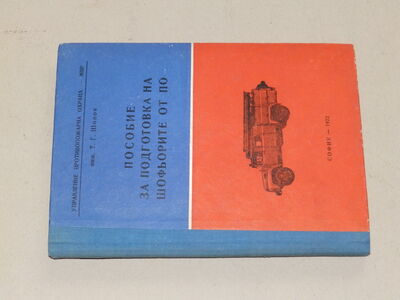 УПРАВЛЕНИЕ ПРОТИВОПОЖАРНА ОХРАНА — МВР
инж. Т. Г. Шопов
ПОСОБИЕ
ЗА ПОДГОТОВКА НА
ШОФЬОРИТЕ ОТ ПО
СОФИЯ — 1972